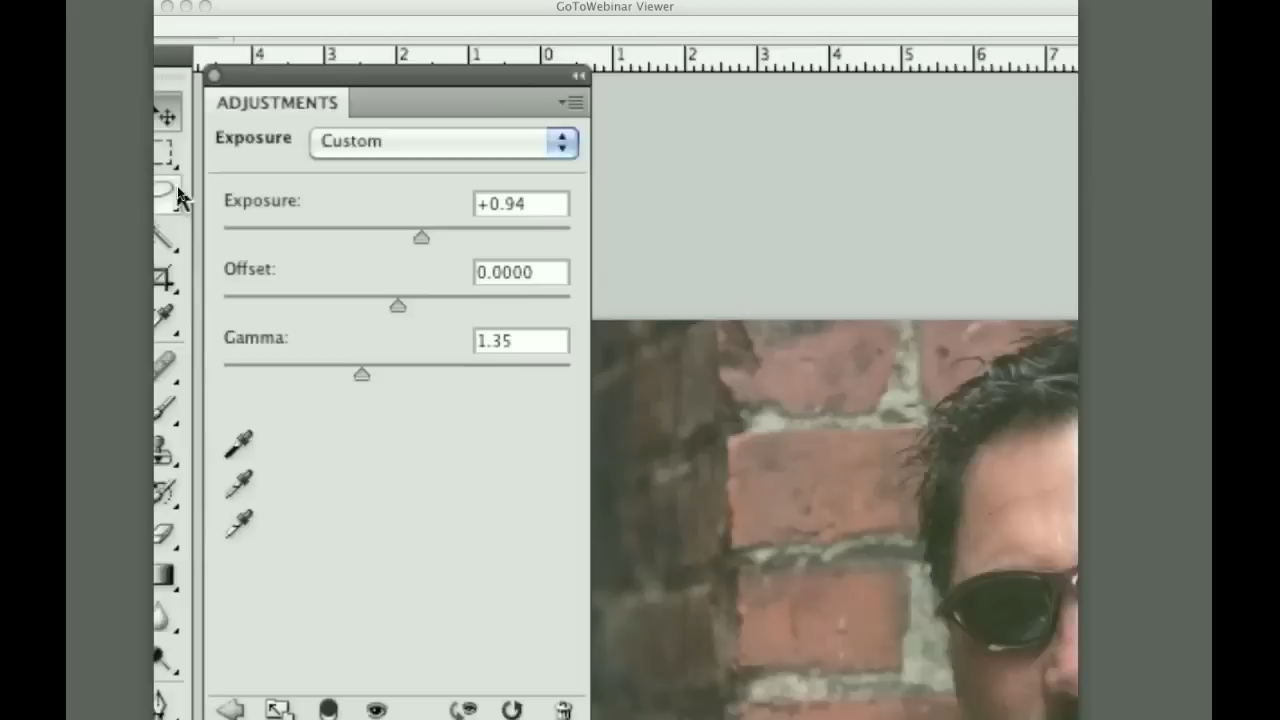 GoToWebinar Viewer
4 3 2 1 0 1 2 3 4 5 6 7
ADJUSTMENTS
Exposure Custom
Exposure: +0.94
Offset: 0.0000
Gamma: 1.35